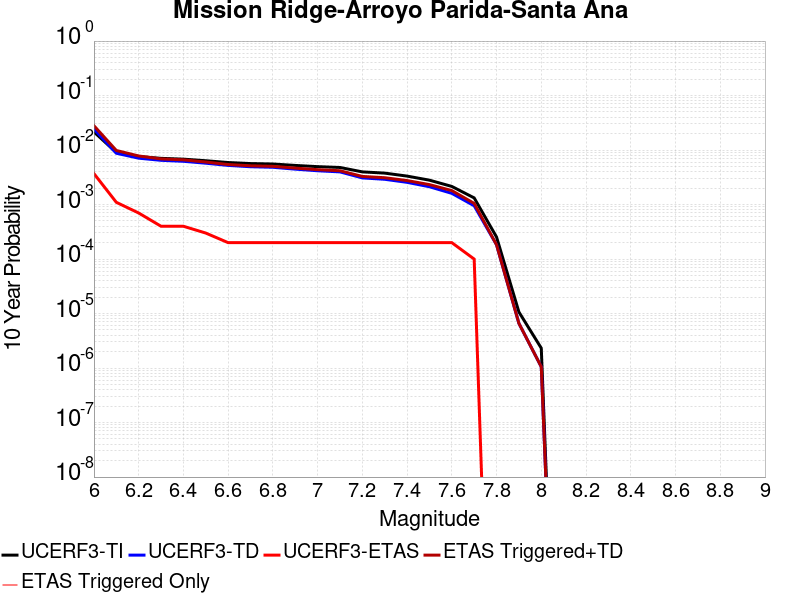 Mission Ridge-Arroyo Parida-Santa Ana
10 0
10 -1
10 -2
10 -3
10 -4
10 -5
10 -6
10 -7
10 -8
10 Year Probability
6 6.2 6.4 6.6 6.8 7 7.2 7.4 7.6 7.8 8 8.2 8.4 8.6 8.8 9
Magnitude
UCERF3-TI UCERF3-TD UCERF3-ETAS ETAS Triggered+TD
ETAS Triggered Only